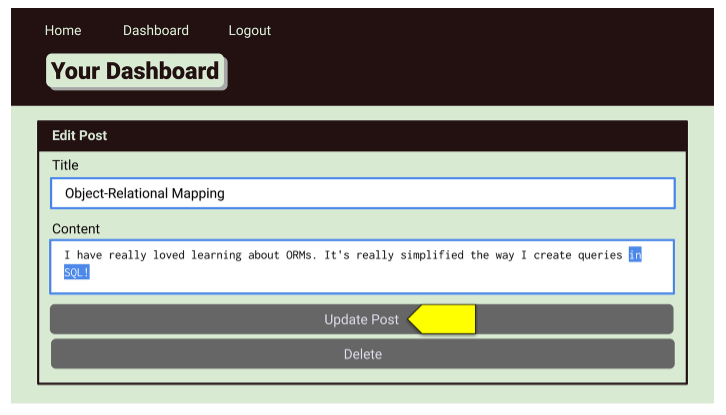 Home Dashboard Logout
Your Dashboard
Edit Post
Title
Object-Relational Mapping
Content
I have really loved learning about ORMs. It's really simplified the way I create queries in
SQL!
Update Post
Delete